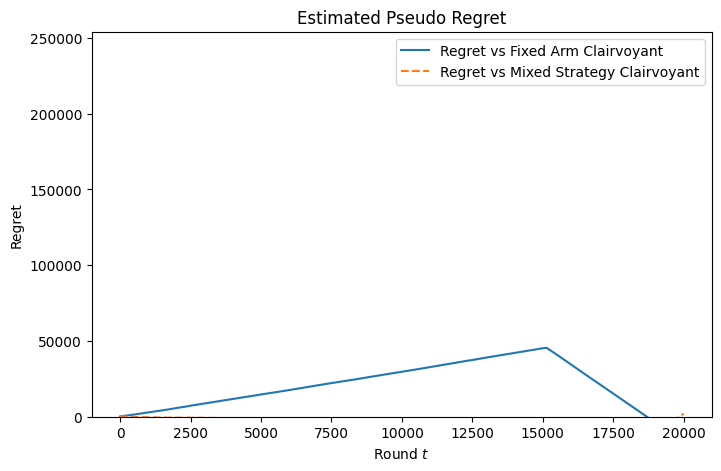 Estimated Pseudo Regret
Regret vs Fixed Arm Clairvoyant
Regret vs Mixed Strategy Clairvoyant
250000
200000
150000
100000
50000
0
Regret
0 2500 5000 7500 10000 12500 15000 17500 20000
Round t